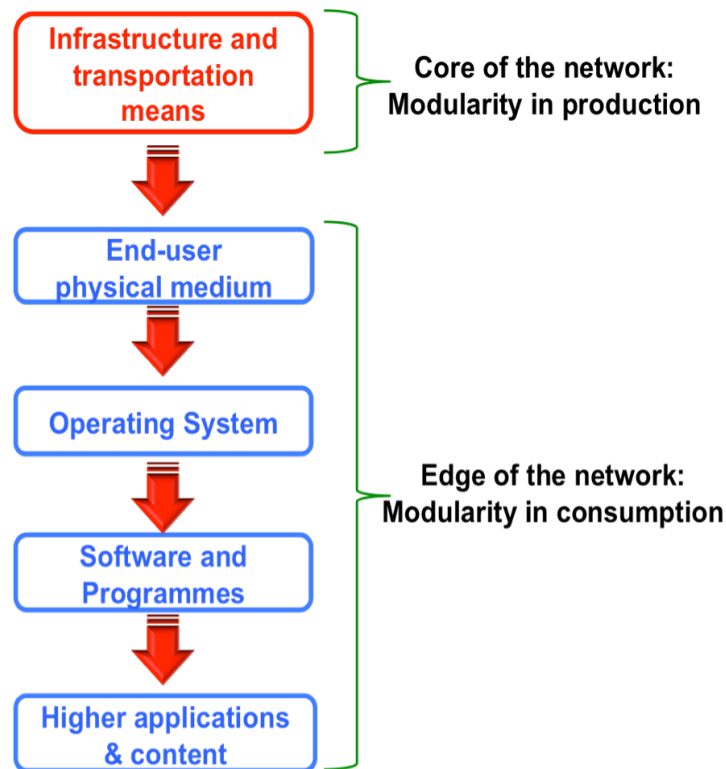 Infrastructure and
transportation
means
Core of the network:
Modularity in production
End-user
physical medium
Operating System
Edge of the network:
Modularity in consumption
Software and
Programmes
Higher applications
& content